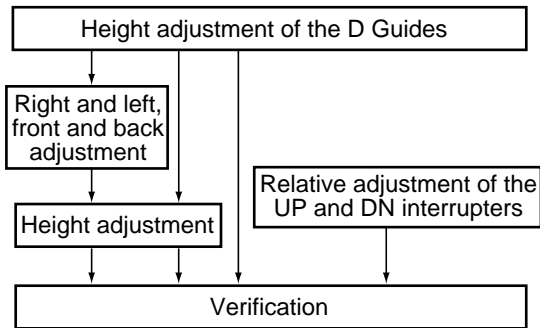 Height adjustment of the D Guides
Right and left,
front and back
adjustment
Relative adjustment of the
UP and DN interrupters
Height adjustment
Verification